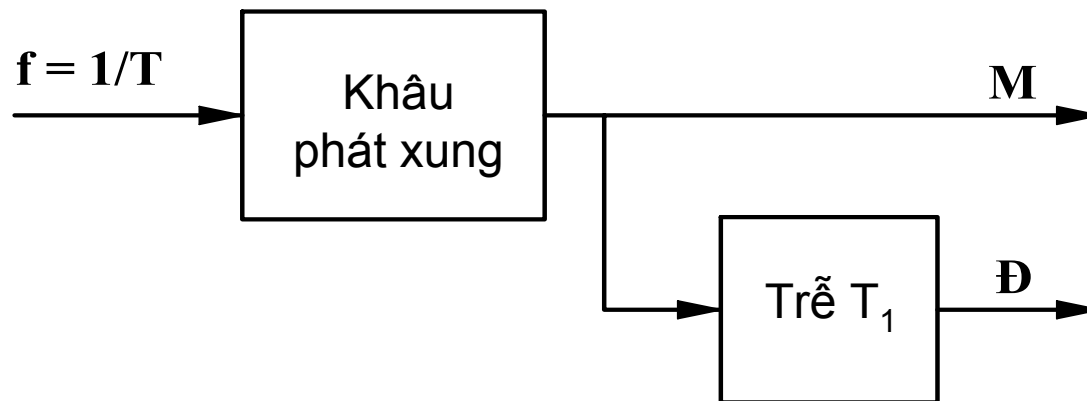 f = 1/T
Khâu
phát xung
M
Trễ T₁
Đ